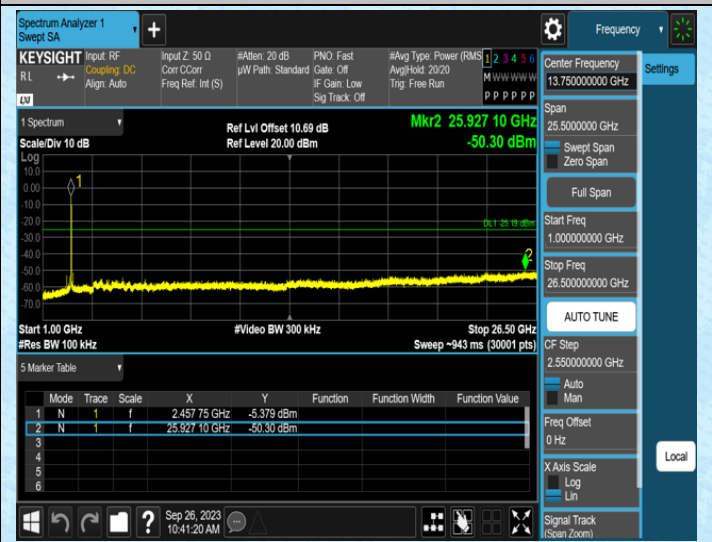 Spectrum Analyzer 1
Swept SA
Frequency
KEYSIGHT
R L
LXI
Input: RF
Coupling: DC
Align: Auto
Input Z: 50 Ω
Corr CCorr
Freq Ref: Int (S)
#Atten: 20 dB
µW Path: Standard
PNO: Fast
Gate: Off
IF Gain: Low
Sig Track: Off
#Avg Type: Power (RMS
Avg|Hold: 20/20
Trig: Free Run
1 2 3 4 5 6
M W W W W W
P P P P P P
1 Spectrum
Scale/Div 10 dB
Ref Lvl Offset 10.69 dB
Ref Level 20.00 dBm
Mkr2 25.927 10 GHz
-50.30 dBm
Log
10.0
0.00
-10.0
-20.0
-30.0
-40.0
-50.0
-60.0
-70.0
1
DL1 -25.19 dBm
2
Start 1.00 GHz
#Video BW 300 kHz
Stop 26.50 GHz
#Res BW 100 kHz
Sweep ~943 ms (30001 pts)
5 Marker Table
Mode Trace Scale X Y Function Function Width Function Value
1 N 1 f 2.457 75 GHz -5.379 dBm
2 N 1 f 25.927 10 GHz -50.30 dBm
3
4
5
6
?
Sep 26, 2023
10:41:20 AM
Center Frequency
13.750000000 GHz
Settings
Span
25.5000000 GHz
Swept Span
Zero Span
Full Span
Start Freq
1.000000000 GHz
Stop Freq
26.500000000 GHz
AUTO TUNE
CF Step
2.550000000 GHz
Auto
Man
Freq Offset
0 Hz
X Axis Scale
Log
Lin
Local
Signal Track
(Span Zoom)